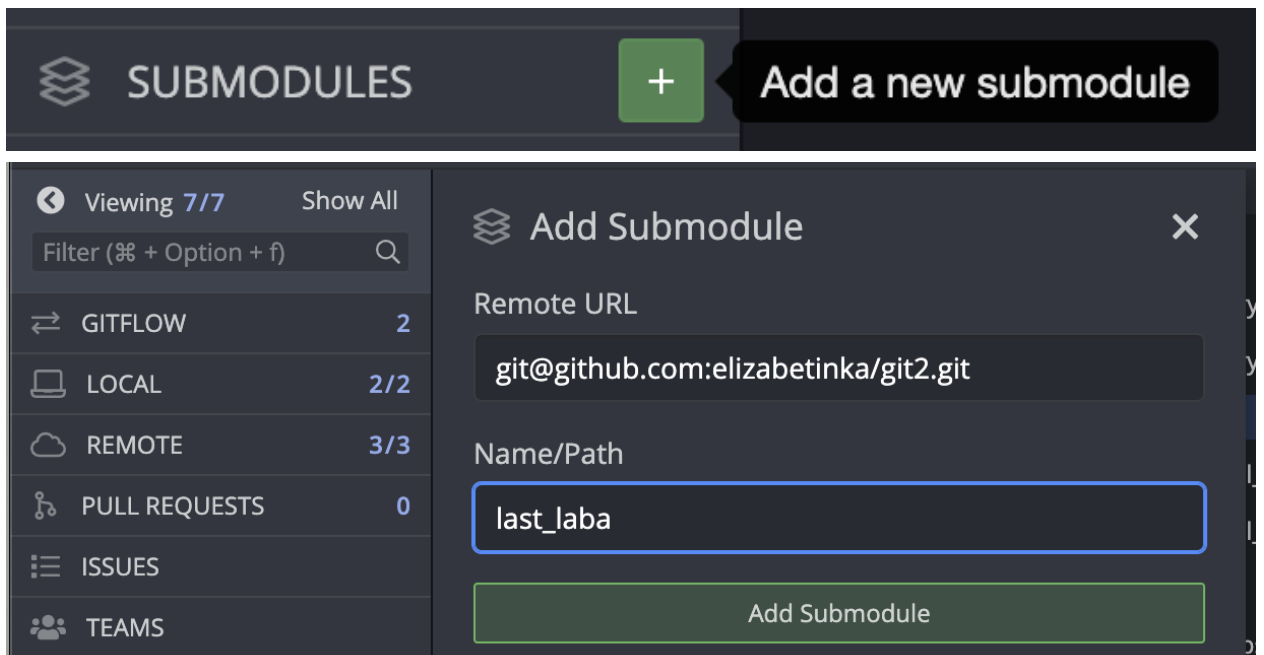 SUBMODULES + Add a new submodule
Viewing 7/7 Show All
Filter (⌘ + Option + f)
GITFLOW 2
LOCAL 2/2
REMOTE 3/3
PULL REQUESTS 0
ISSUES
TEAMS
Add Submodule
Remote URL
git@github.com:elizabetinka/git2.git
Name/Path
last_laba
Add Submodule